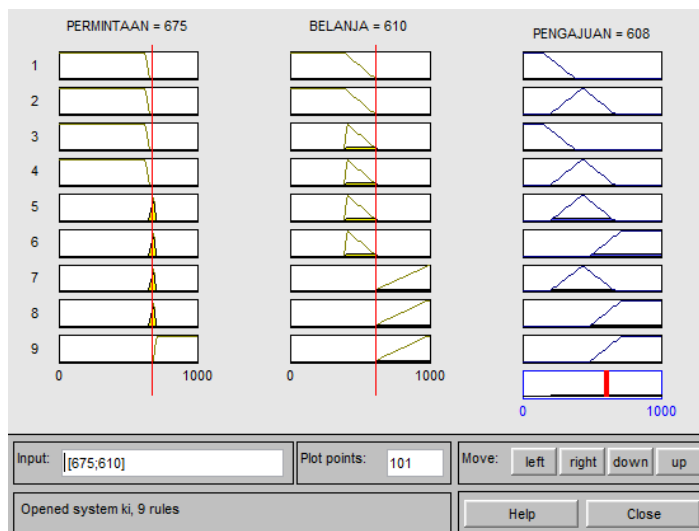 PERMINTAAN = 675
BELANJA = 610
PENGAJUAN = 608
1
2
3
4
5
6
7
8
9
0 1000
0 1000
0 1000
Input: [675;610]
Plot points: 101
Move: left right down up
Opened system ki, 9 rules
Help Close